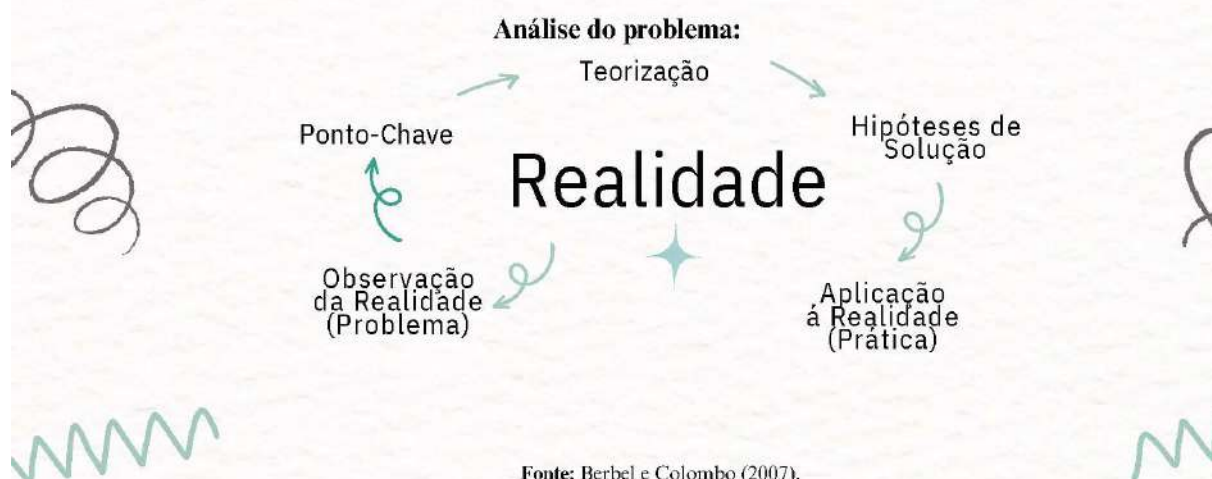 Análise do problema:
Teorização
Ponto-Chave
Hipóteses de
Solução
Realidade
Observação
da Realidade
(Problema)
Aplicação
á Realidade
(Prática)
Fonte: Berbel e Colombo (2007).